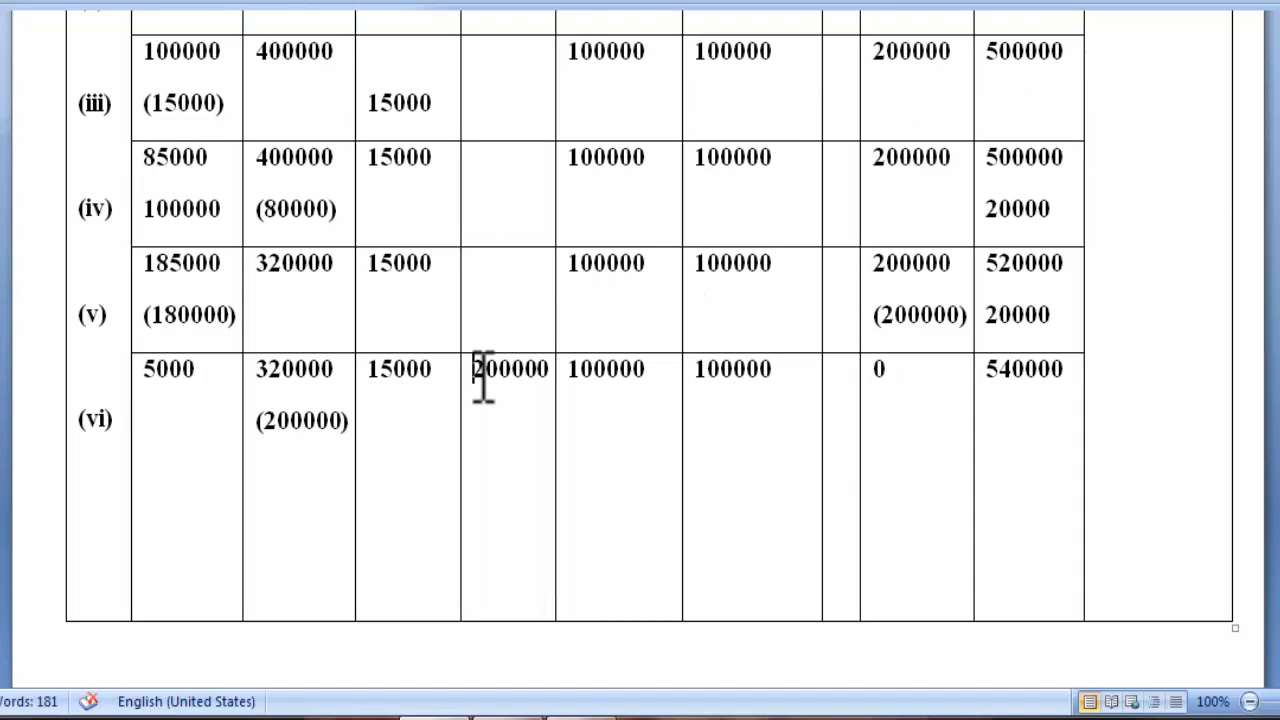 100000 400000 100000 100000 200000 500000
(iii) (15000) 15000
85000 400000 15000 100000 100000 200000 500000
(iv) 100000 (80000) 20000
185000 320000 15000 100000 100000 200000 520000
(v) (180000) (200000) 20000
5000 320000 15000 200000 100000 100000 0 540000
(vi) (200000)
Words: 181 English (United States) 100%